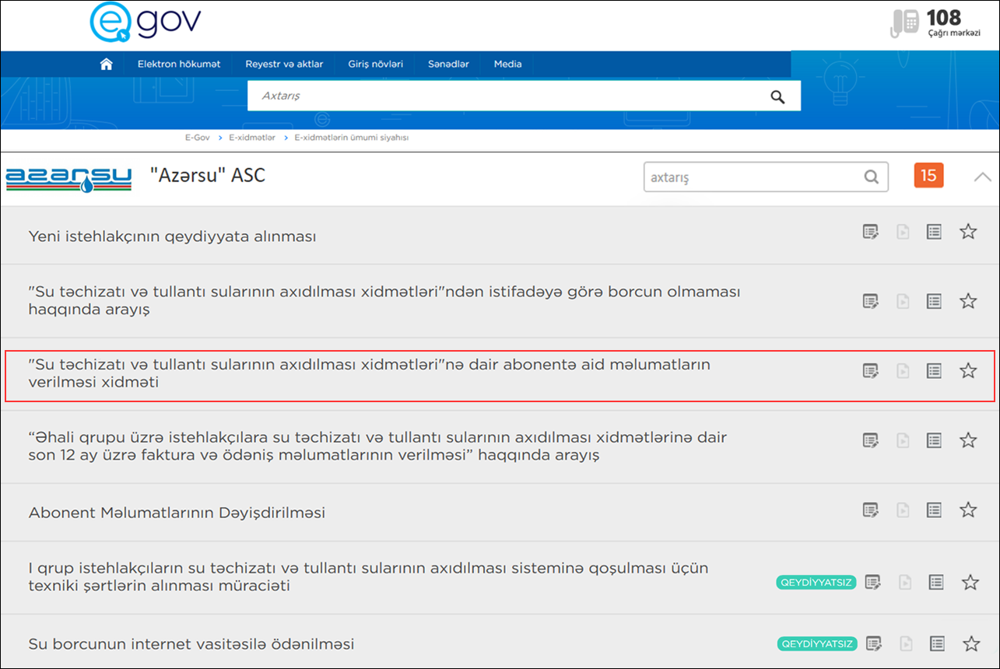 e gov
108
Çağrı mərkəzi
Elektron hökumət Reyestr və aktlar Giriş növləri Sənədlər Media
Axtarış
E-Gov > E-xidmətlər > E-xidmətlərin ümumi siyahısı
azərsu "Azərsu" ASC axtarış 15
Yeni istehlakçının qeydiyyata alınması
"Su təchizatı və tullantı sularının axıdılması xidmətləri"ndən istifadəyə görə borcun olmaması
haqqında arayış
"Su təchizatı və tullantı sularının axıdılması xidmətləri"nə dair abonentə aid məlumatların
verilməsi xidməti
“Əhali qrupu üzrə istehlakçılara su təchizatı və tullantı sularının axıdılması xidmətlərinə dair
son 12 ay üzrə faktura və ödəniş məlumatlarının verilməsi” haqqında arayış
Abonent Məlumatlarının Dəyişdirilməsi
I qrup istehlakçıların su təchizatı və tullantı sularının axıdılması sisteminə qoşulması üçün
texniki şərtlərin alınması müraciəti
QEYDİYYATSIZ
Su borcunun internet vasitəsilə ödənilməsi QEYDİYYATSIZ